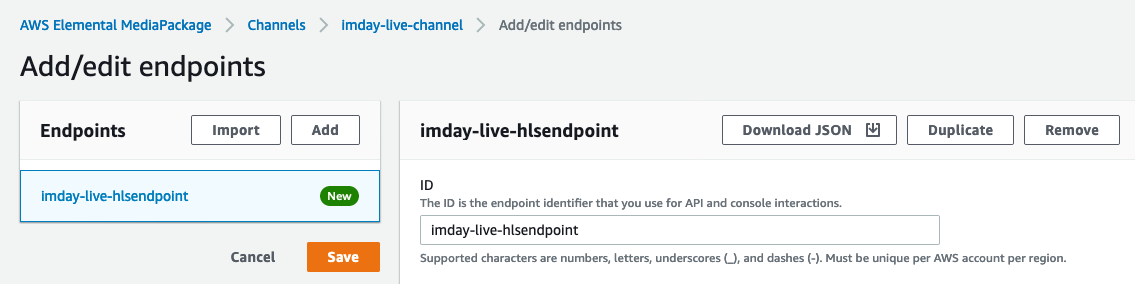 AWS Elemental MediaPackage > Channels > imday-live-channel > Add/edit endpoints
Add/edit endpoints
Endpoints Import Add
imday-live-hlsendpoint New
Cancel Save
imday-live-hlsendpoint Download JSON Duplicate Remove
ID
The ID is the endpoint identifier that you use for API and console interactions.
imday-live-hlsendpoint
Supported characters are numbers, letters, underscores (_), and dashes (-). Must be unique per AWS account per region.